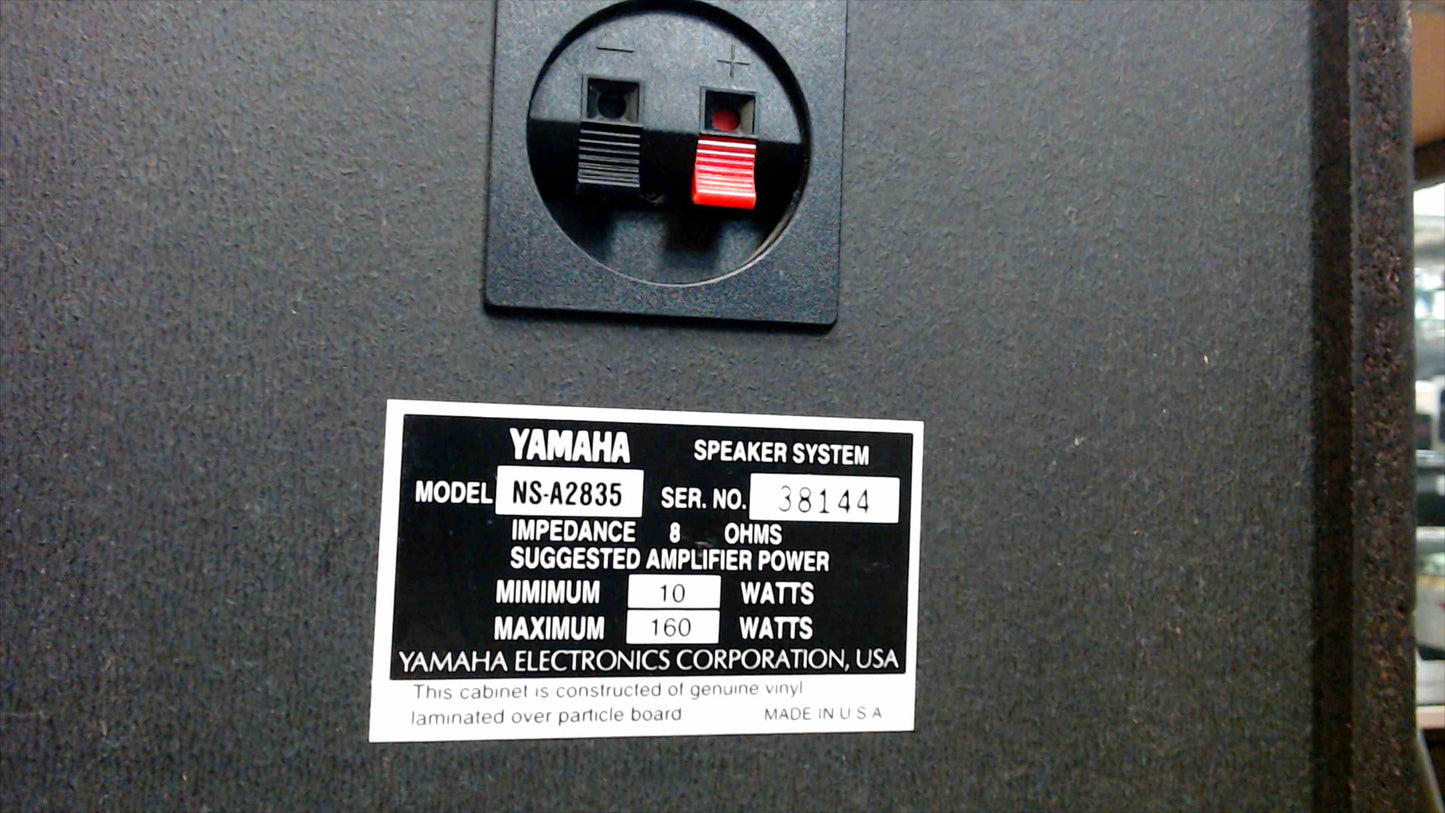 − +
YAMAHA SPEAKER SYSTEM
MODEL NS-A2835 SER. NO. 38144
IMPEDANCE 8 OHMS
SUGGESTED AMPLIFIER POWER
MIMIMUM 10 WATTS
MAXIMUM 160 WATTS
YAMAHA ELECTRONICS CORPORATION, USA
This cabinet is constructed of genuine vinyl
laminated over particle board MADE IN U S A